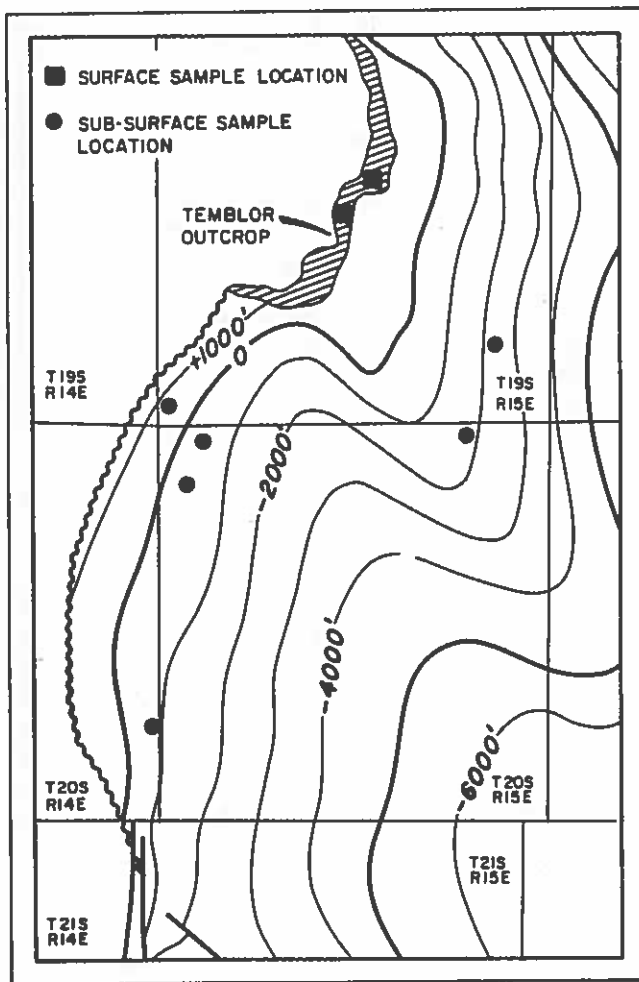 SURFACE SAMPLE LOCATION
SUB-SURFACE SAMPLE
LOCATION
TEMBLOR
OUTCROP
+1000'
0
T19S
R14E
T19S
R15E
-2000'
-4000'
-6000'
T20S
R14E
T20S
R15E
T21S
R15E
T21S
R14E